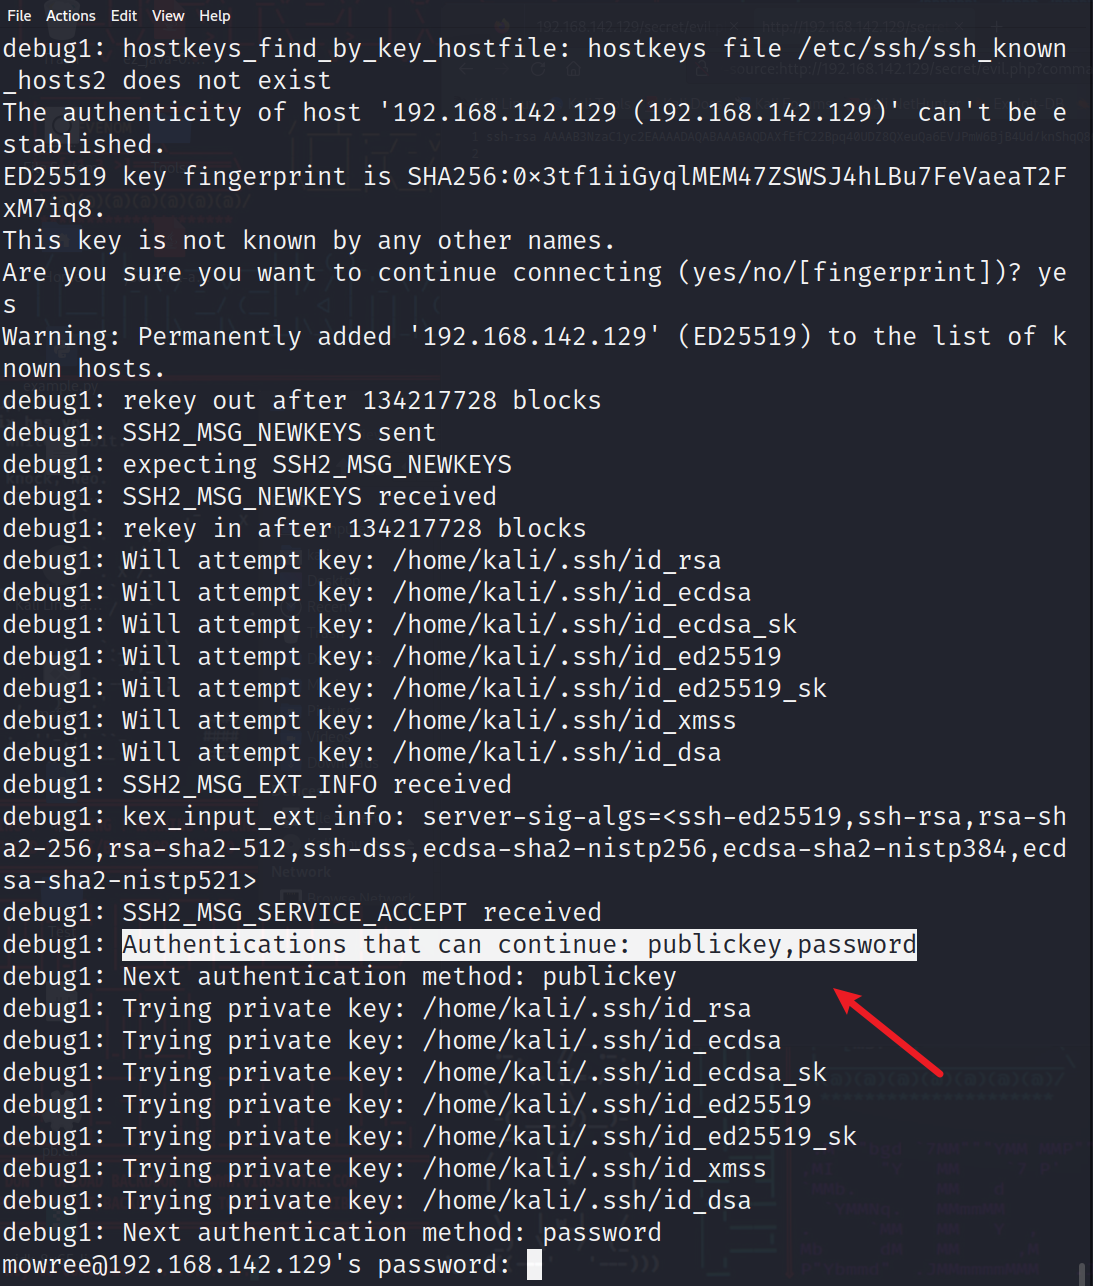 File Actions Edit View Help
debug1: hostkeys_find_by_key_hostfile: hostkeys file /etc/ssh/ssh_known
_hosts2 does not exist
The authenticity of host '192.168.142.129 (192.168.142.129)' can't be e
stablished.
ED25519 key fingerprint is SHA256:0×3tf1iiGyqlMEM47ZSWSJ4hLBu7FeVaeaT2F
xM7iq8.
This key is not known by any other names.
Are you sure you want to continue connecting (yes/no/[fingerprint])? ye
s
Warning: Permanently added '192.168.142.129' (ED25519) to the list of k
nown hosts.
debug1: rekey out after 134217728 blocks
debug1: SSH2_MSG_NEWKEYS sent
debug1: expecting SSH2_MSG_NEWKEYS
debug1: SSH2_MSG_NEWKEYS received
debug1: rekey in after 134217728 blocks
debug1: Will attempt key: /home/kali/.ssh/id_rsa
debug1: Will attempt key: /home/kali/.ssh/id_ecdsa
debug1: Will attempt key: /home/kali/.ssh/id_ecdsa_sk
debug1: Will attempt key: /home/kali/.ssh/id_ed25519
debug1: Will attempt key: /home/kali/.ssh/id_ed25519_sk
debug1: Will attempt key: /home/kali/.ssh/id_xmss
debug1: Will attempt key: /home/kali/.ssh/id_dsa
debug1: SSH2_MSG_EXT_INFO received
debug1: kex_input_ext_info: server-sig-algs=<ssh-ed25519,ssh-rsa,rsa-sh
a2-256,rsa-sha2-512,ssh-dss,ecdsa-sha2-nistp256,ecdsa-sha2-nistp384,ecd
sa-sha2-nistp521>
debug1: SSH2_MSG_SERVICE_ACCEPT received
debug1: Authentications that can continue: publickey,password
debug1: Next authentication method: publickey
debug1: Trying private key: /home/kali/.ssh/id_rsa
debug1: Trying private key: /home/kali/.ssh/id_ecdsa
debug1: Trying private key: /home/kali/.ssh/id_ecdsa_sk
debug1: Trying private key: /home/kali/.ssh/id_ed25519
debug1: Trying private key: /home/kali/.ssh/id_ed25519_sk
debug1: Trying private key: /home/kali/.ssh/id_xmss
debug1: Trying private key: /home/kali/.ssh/id_dsa
debug1: Next authentication method: password
mowree@192.168.142.129's password: